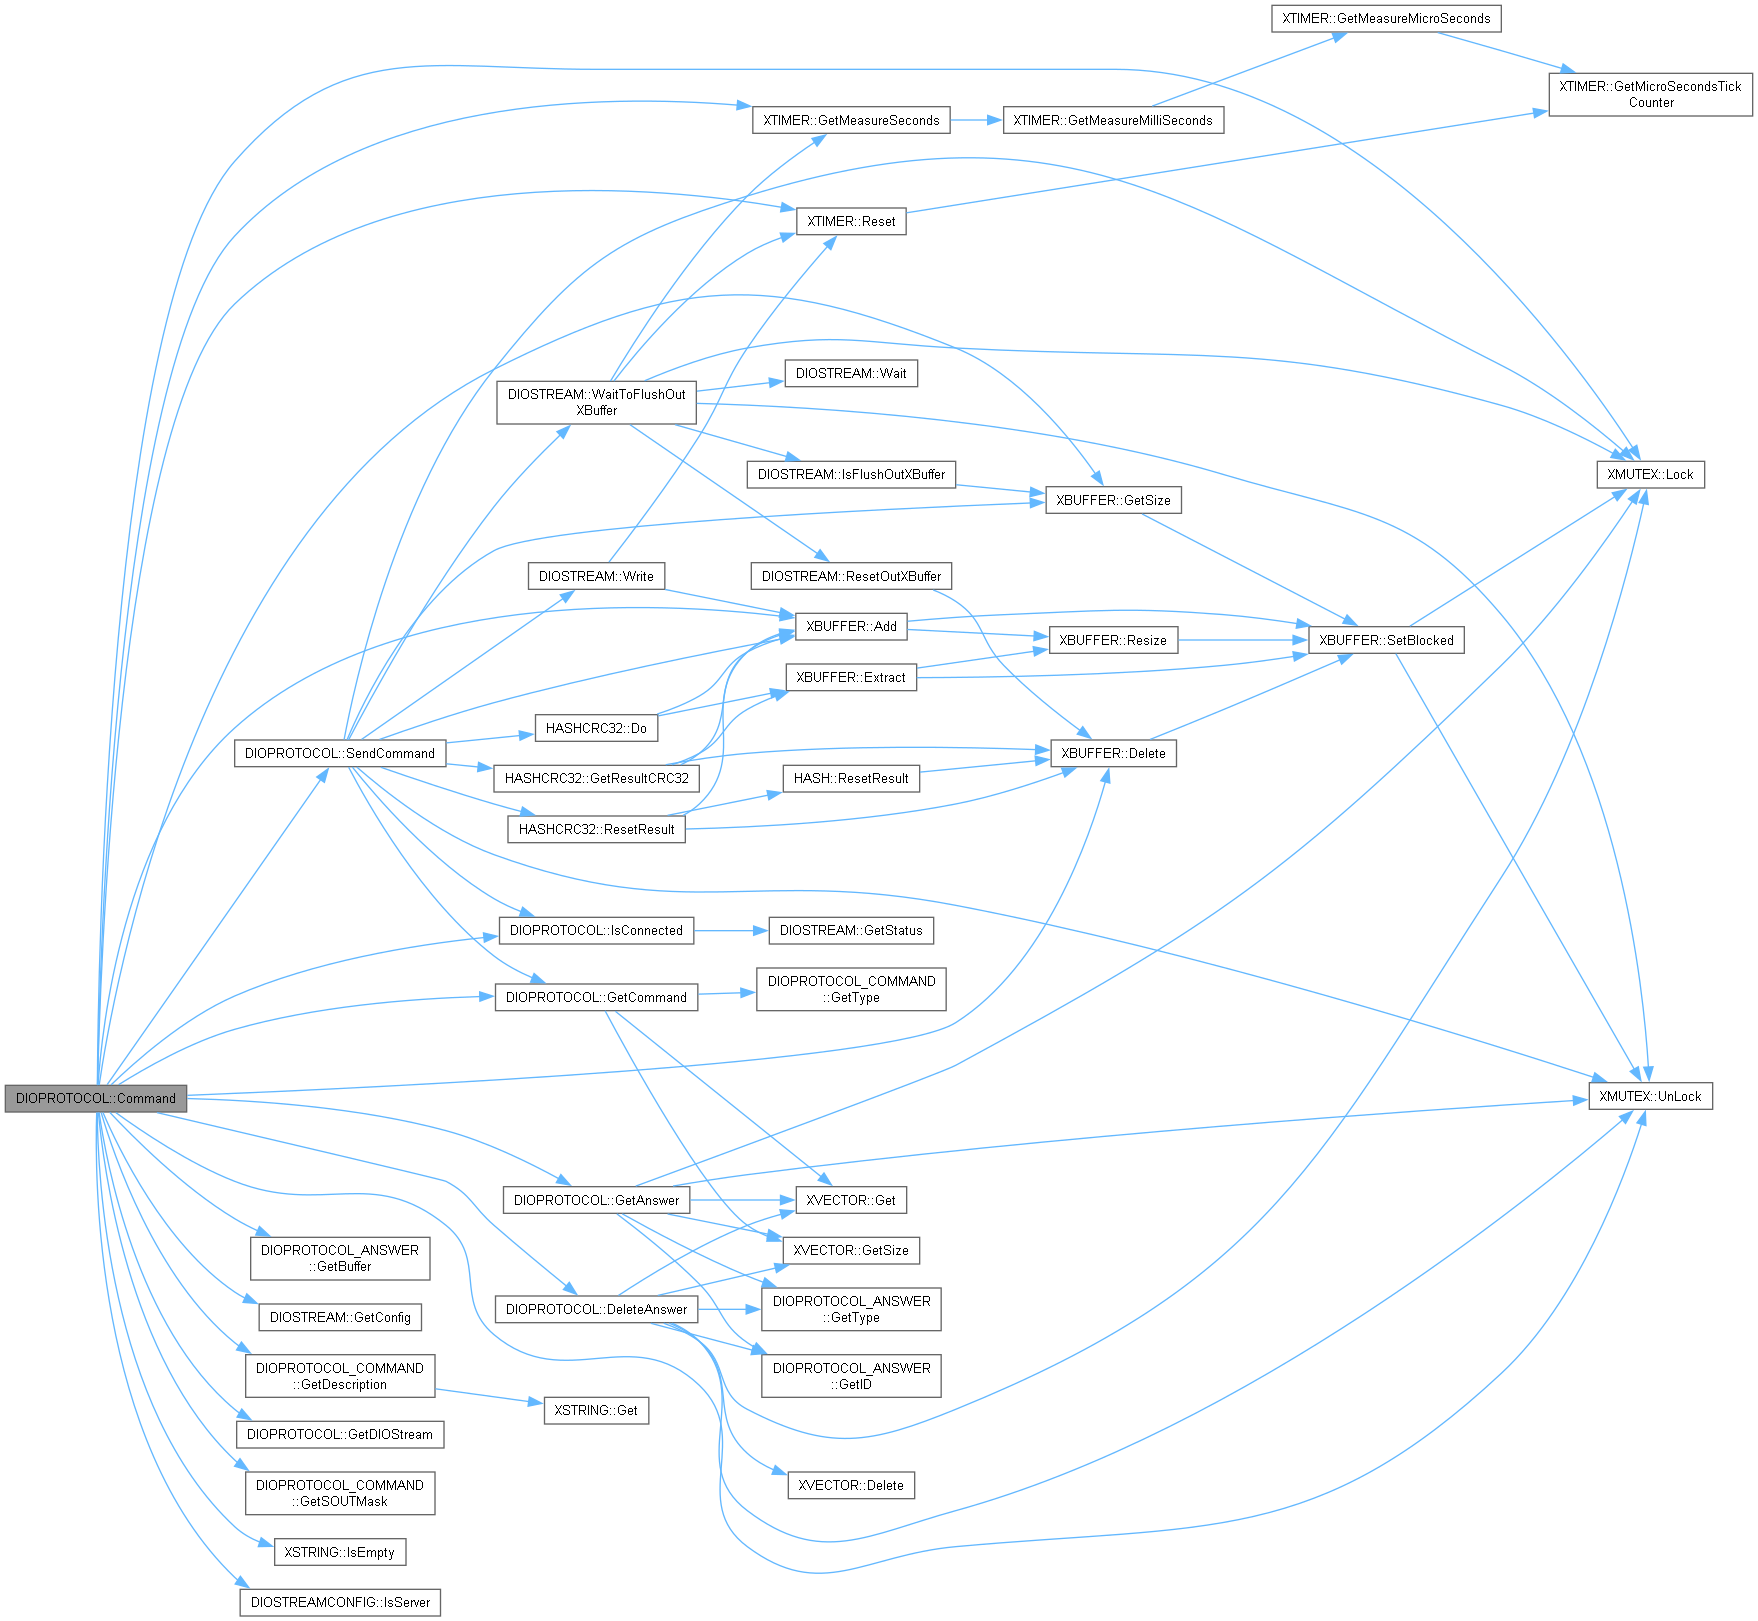 XTIMER::GetMeasureMicroSeconds
XTIMER::GetMicroSecondsTick
Counter
XTIMER::GetMeasureSeconds
XTIMER::GetMeasureMilliSeconds
XTIMER::Reset
DIOSTREAM::Wait
DIOSTREAM::WaitToFlushOut
XBuffer
DIOSTREAM::IsFlushOutXBuffer
XMUTEX::Lock
XBUFFER::GetSize
DIOSTREAM::Write
DIOSTREAM::ResetOutXBuffer
XBUFFER::Add
XBUFFER::Resize
XBUFFER::SetBlocked
XBUFFER::Extract
HASHCRC32::Do
DIOPROTOCOL::SendCommand
XBUFFER::Delete
HASHCRC32::GetResultCRC32
HASH::ResetResult
HASHCRC32::ResetResult
DIOPROTOCOL::IsConnected
DIOSTREAM::GetStatus
DIOPROTOCOL::GetCommand
DIOPROTOCOL_COMMAND
::GetType
DIOPROTOCOL::Command
XMUTEX::UnLock
DIOPROTOCOL::GetAnswer
XVECTOR::Get
DIOPROTOCOL_ANSWER
::GetBuffer
XVECTOR::GetSize
DIOSTREAM::GetConfig
DIOPROTOCOL::DeleteAnswer
DIOPROTOCOL_ANSWER
::GetType
DIOPROTOCOL_COMMAND
::GetDescription
DIOPROTOCOL_ANSWER
::GetID
XSTRING::Get
DIOPROTOCOL::GetDIOStream
DIOPROTOCOL_COMMAND
::GetSOUTMask
XVECTOR::Delete
XSTRING::IsEmpty
DIOSTREAMCONFIG::IsServer